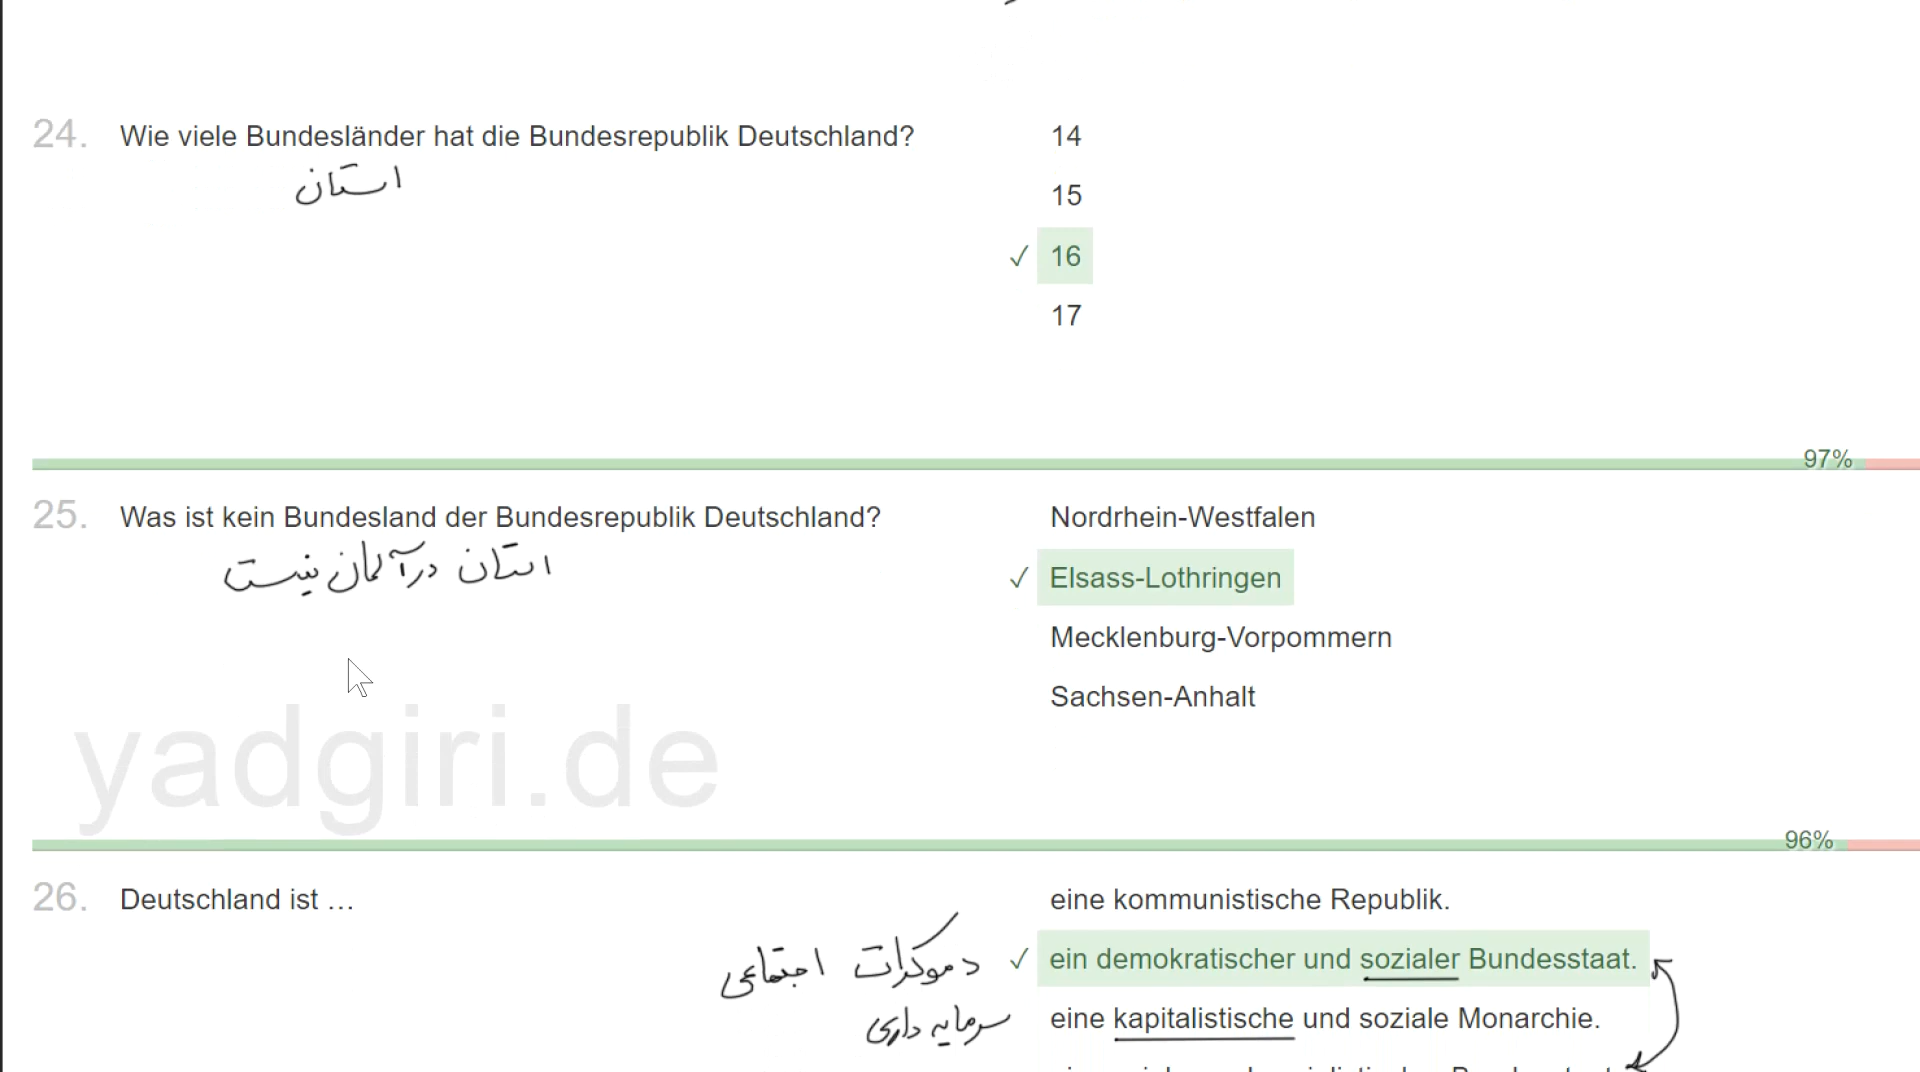 24. Wie viele Bundesländer hat die Bundesrepublik Deutschland?
استان
14
15
✓ 16
17
97%
25. Was ist kein Bundesland der Bundesrepublik Deutschland?
استان در آلمان نیست
Nordrhein-Westfalen
✓ Elsass-Lothringen
Mecklenburg-Vorpommern
Sachsen-Anhalt
yadgiri.de
96%
26. Deutschland ist …
eine kommunistische Republik.
دموکرات اجتماعی
✓ ein demokratischer und sozialer Bundesstaat.
سرمایه داری
eine kapitalistische und soziale Monarchie.